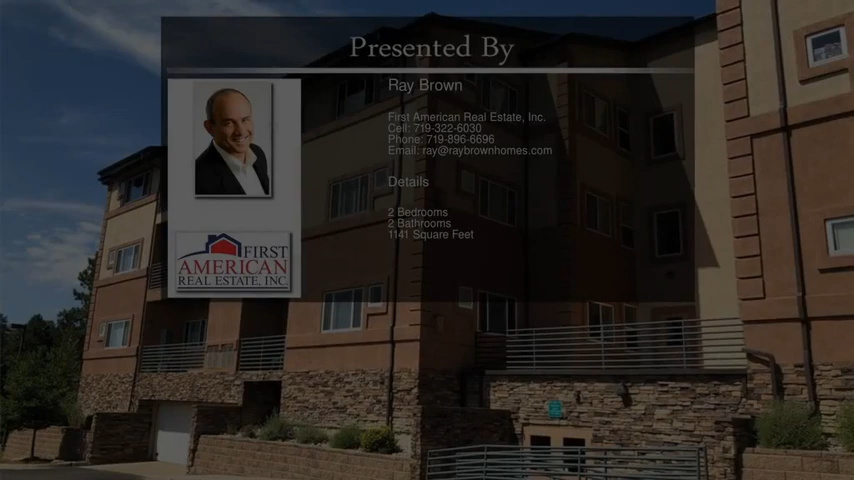 Presented By
Ray Brown
First American Real Estate, Inc.
Cell: 719-322-6030
Phone: 719-896-6696
Email: ray@raybrownhomes.com
Details
2 Bedrooms
2 Bathrooms
1141 Square Feet
FIRST
AMERICAN
REAL ESTATE, INC.